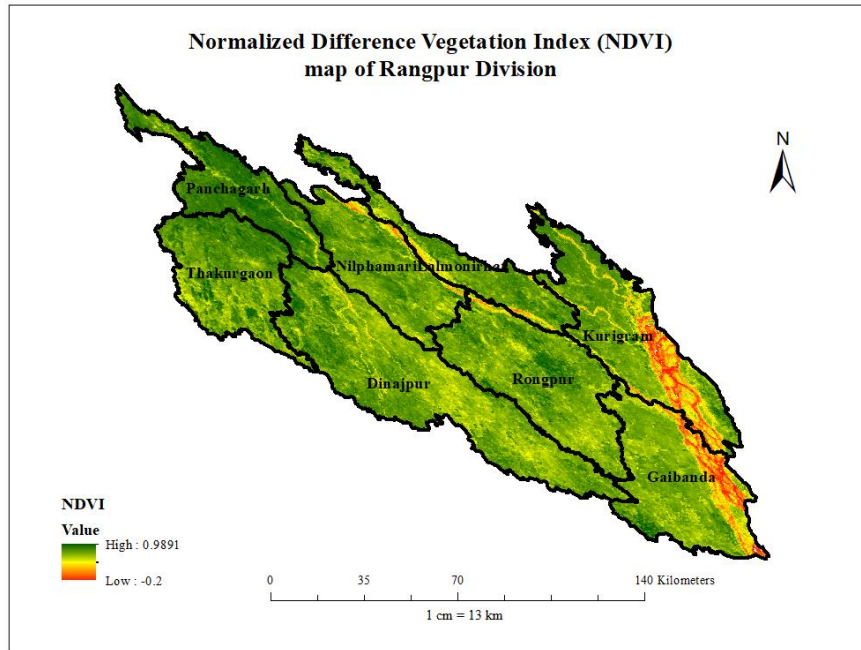 Normalized Difference Vegetation Index (NDVI)
map of Rangpur Division
N
Panchagarh
Thakurgaon
Nilphamari
Kurigram
Dinajpur
Rongpur
Gaibanda
NDVI
Value
High : 0.9891
Low : -0.2
0 35 70 140 Kilometers
1 cm = 13 km